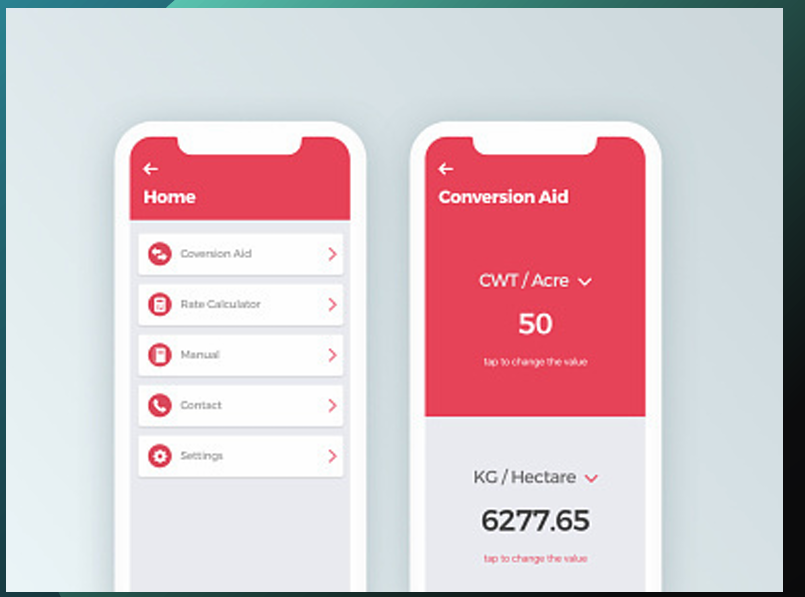 Home
Coversion Aid
Rate Calculator
Manual
Contact
Settings
Conversion Aid
CWT / Acre
50
tap to change the value
KG / Hectare
6277.65
tap to change the value